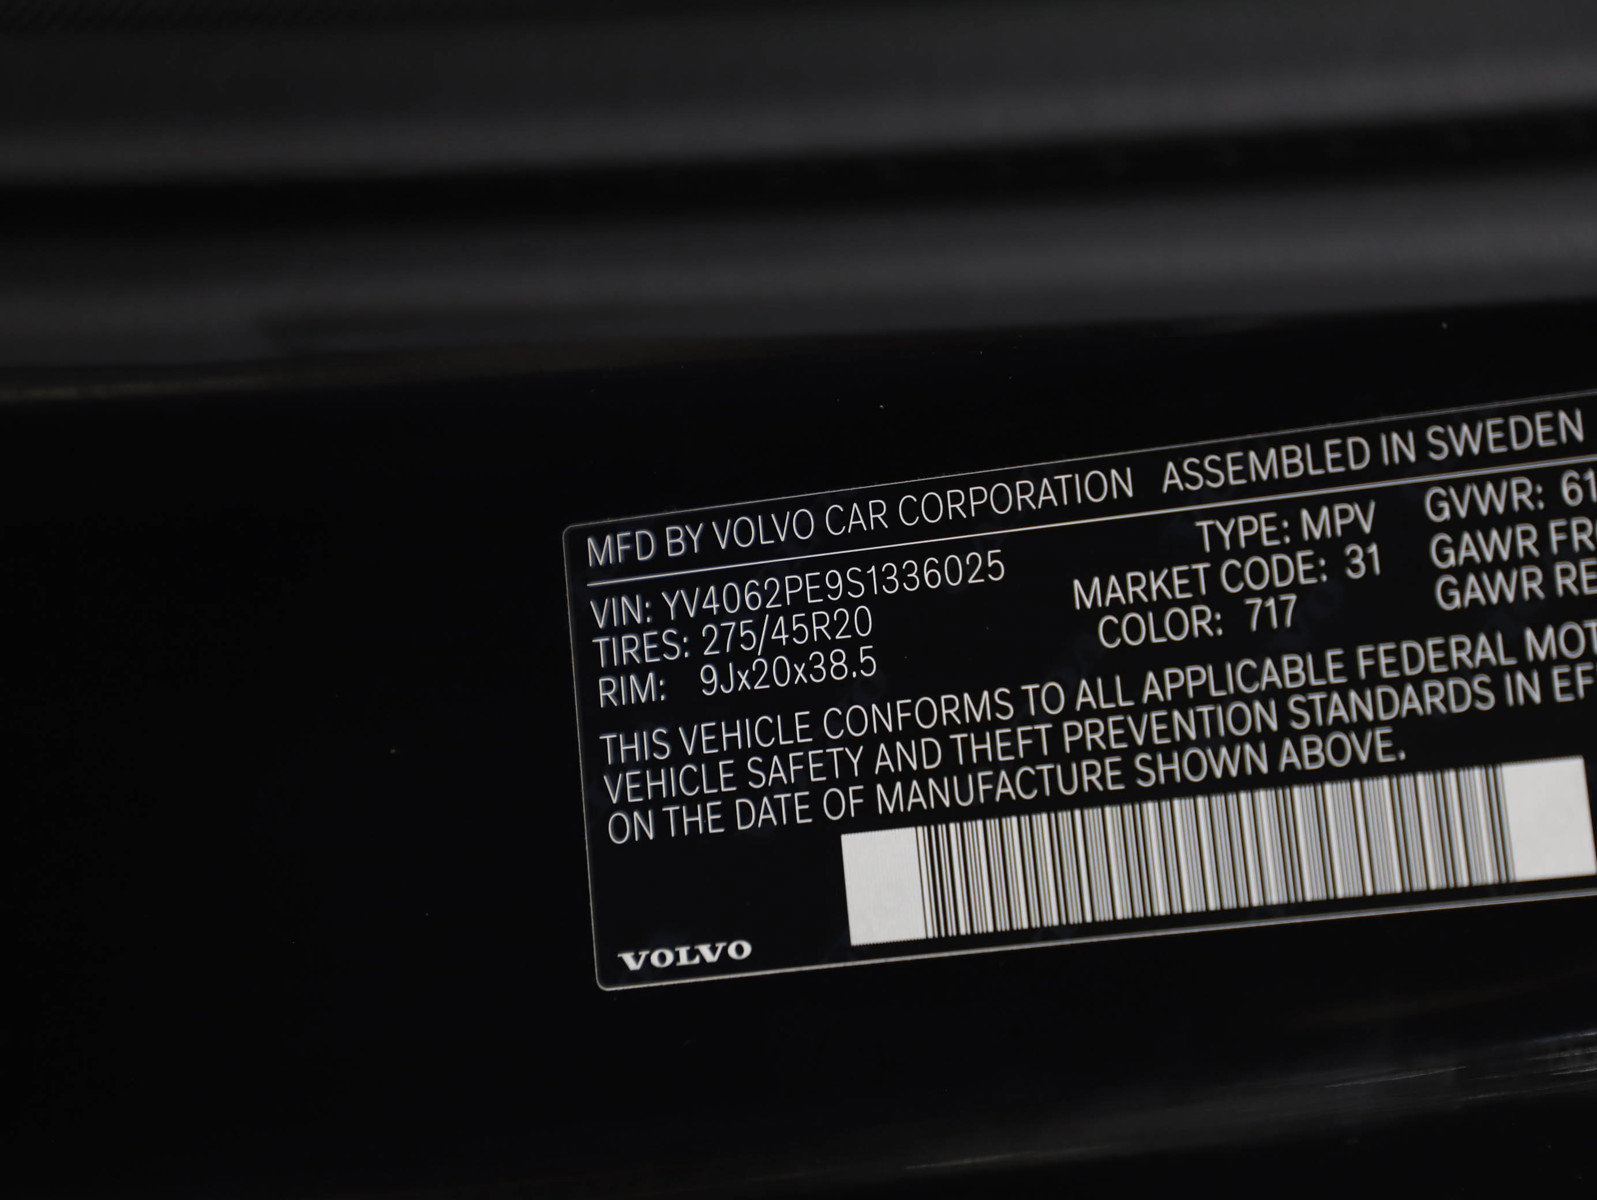 MFD BY VOLVO CAR CORPORATION ASSEMBLED IN SWEDEN
VIN: YV4062PE9S1336025 TYPE: MPV GVWR: 61
TIRES: 275/45R20 MARKET CODE: 31 GAWR FR
RIM: 9Jx20x38.5 COLOR: 717 GAWR RE
THIS VEHICLE CONFORMS TO ALL APPLICABLE FEDERAL MOT
VEHICLE SAFETY AND THEFT PREVENTION STANDARDS IN EF
ON THE DATE OF MANUFACTURE SHOWN ABOVE.
VOLVO